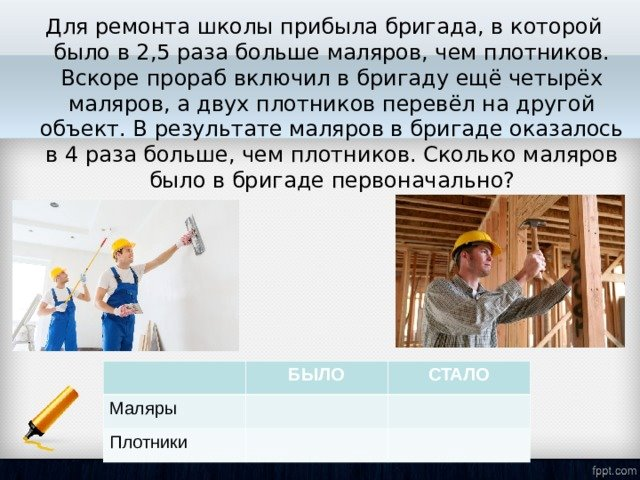 Для ремонта школы прибыла бригада, в которой
было в 2,5 раза больше маляров, чем плотников.
Вскоре прораб включил в бригаду ещё четырёх
маляров, а двух плотников перевёл на другой
объект. В результате маляров в бригаде оказалось
в 4 раза больше, чем плотников. Сколько маляров
было в бригаде первоначально?
БЫЛО СТАЛО
Маляры
Плотники
fppt.com